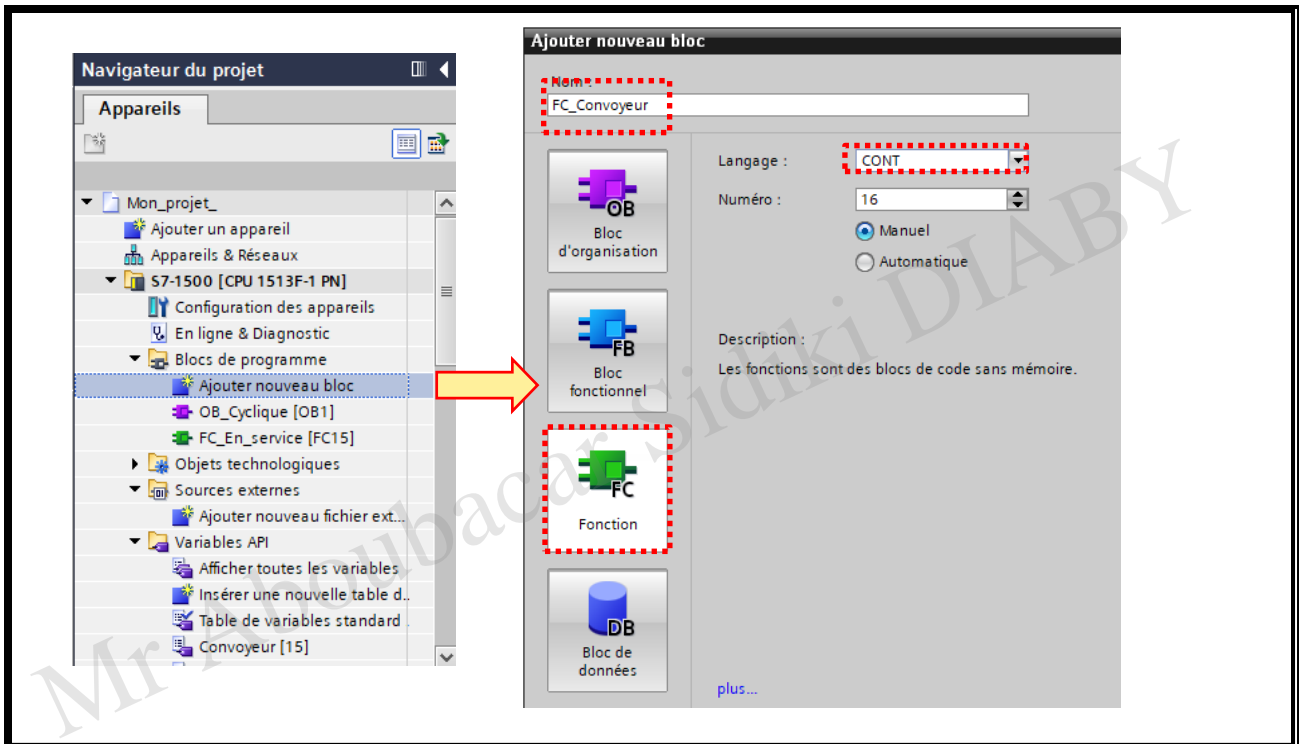 Navigateur du projet
Appareils
Mon_projet_
Ajouter un appareil
Appareils & Réseaux
S7-1500 [CPU 1513F-1 PN]
Configuration des appareils
En ligne & Diagnostic
Blocs de programme
Ajouter nouveau bloc
OB_Cyclique [OB1]
FC_En_service [FC15]
Objets technologiques
Sources externes
Ajouter nouveau fichier ext...
Variables API
Afficher toutes les variables
Insérer une nouvelle table d..
Table de variables standard .
Convoyeur [15]
Ajouter nouveau bloc
Nom :
FC_Convoyeur
OB
Bloc
d'organisation
FB
Bloc
fonctionnel
FC
Fonction
DB
Bloc de
données
Langage :
CONT
Numéro :
16
Manuel
Automatique
Description :
Les fonctions sont des blocs de code sans mémoire.
plus...
Mr Aboubacar Sidiki DIABY